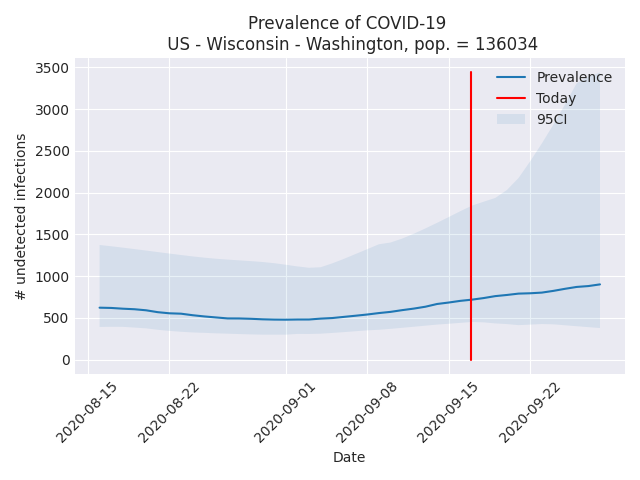 Prevalence of COVID-19
US - Wisconsin - Washington, pop. = 136034
3500
3000
2500
2000
1500
1000
500
0
# undetected infections
Prevalence
Today
95CI
2020-08-15
2020-08-22
2020-09-01
2020-09-08
2020-09-15
2020-09-22
Date